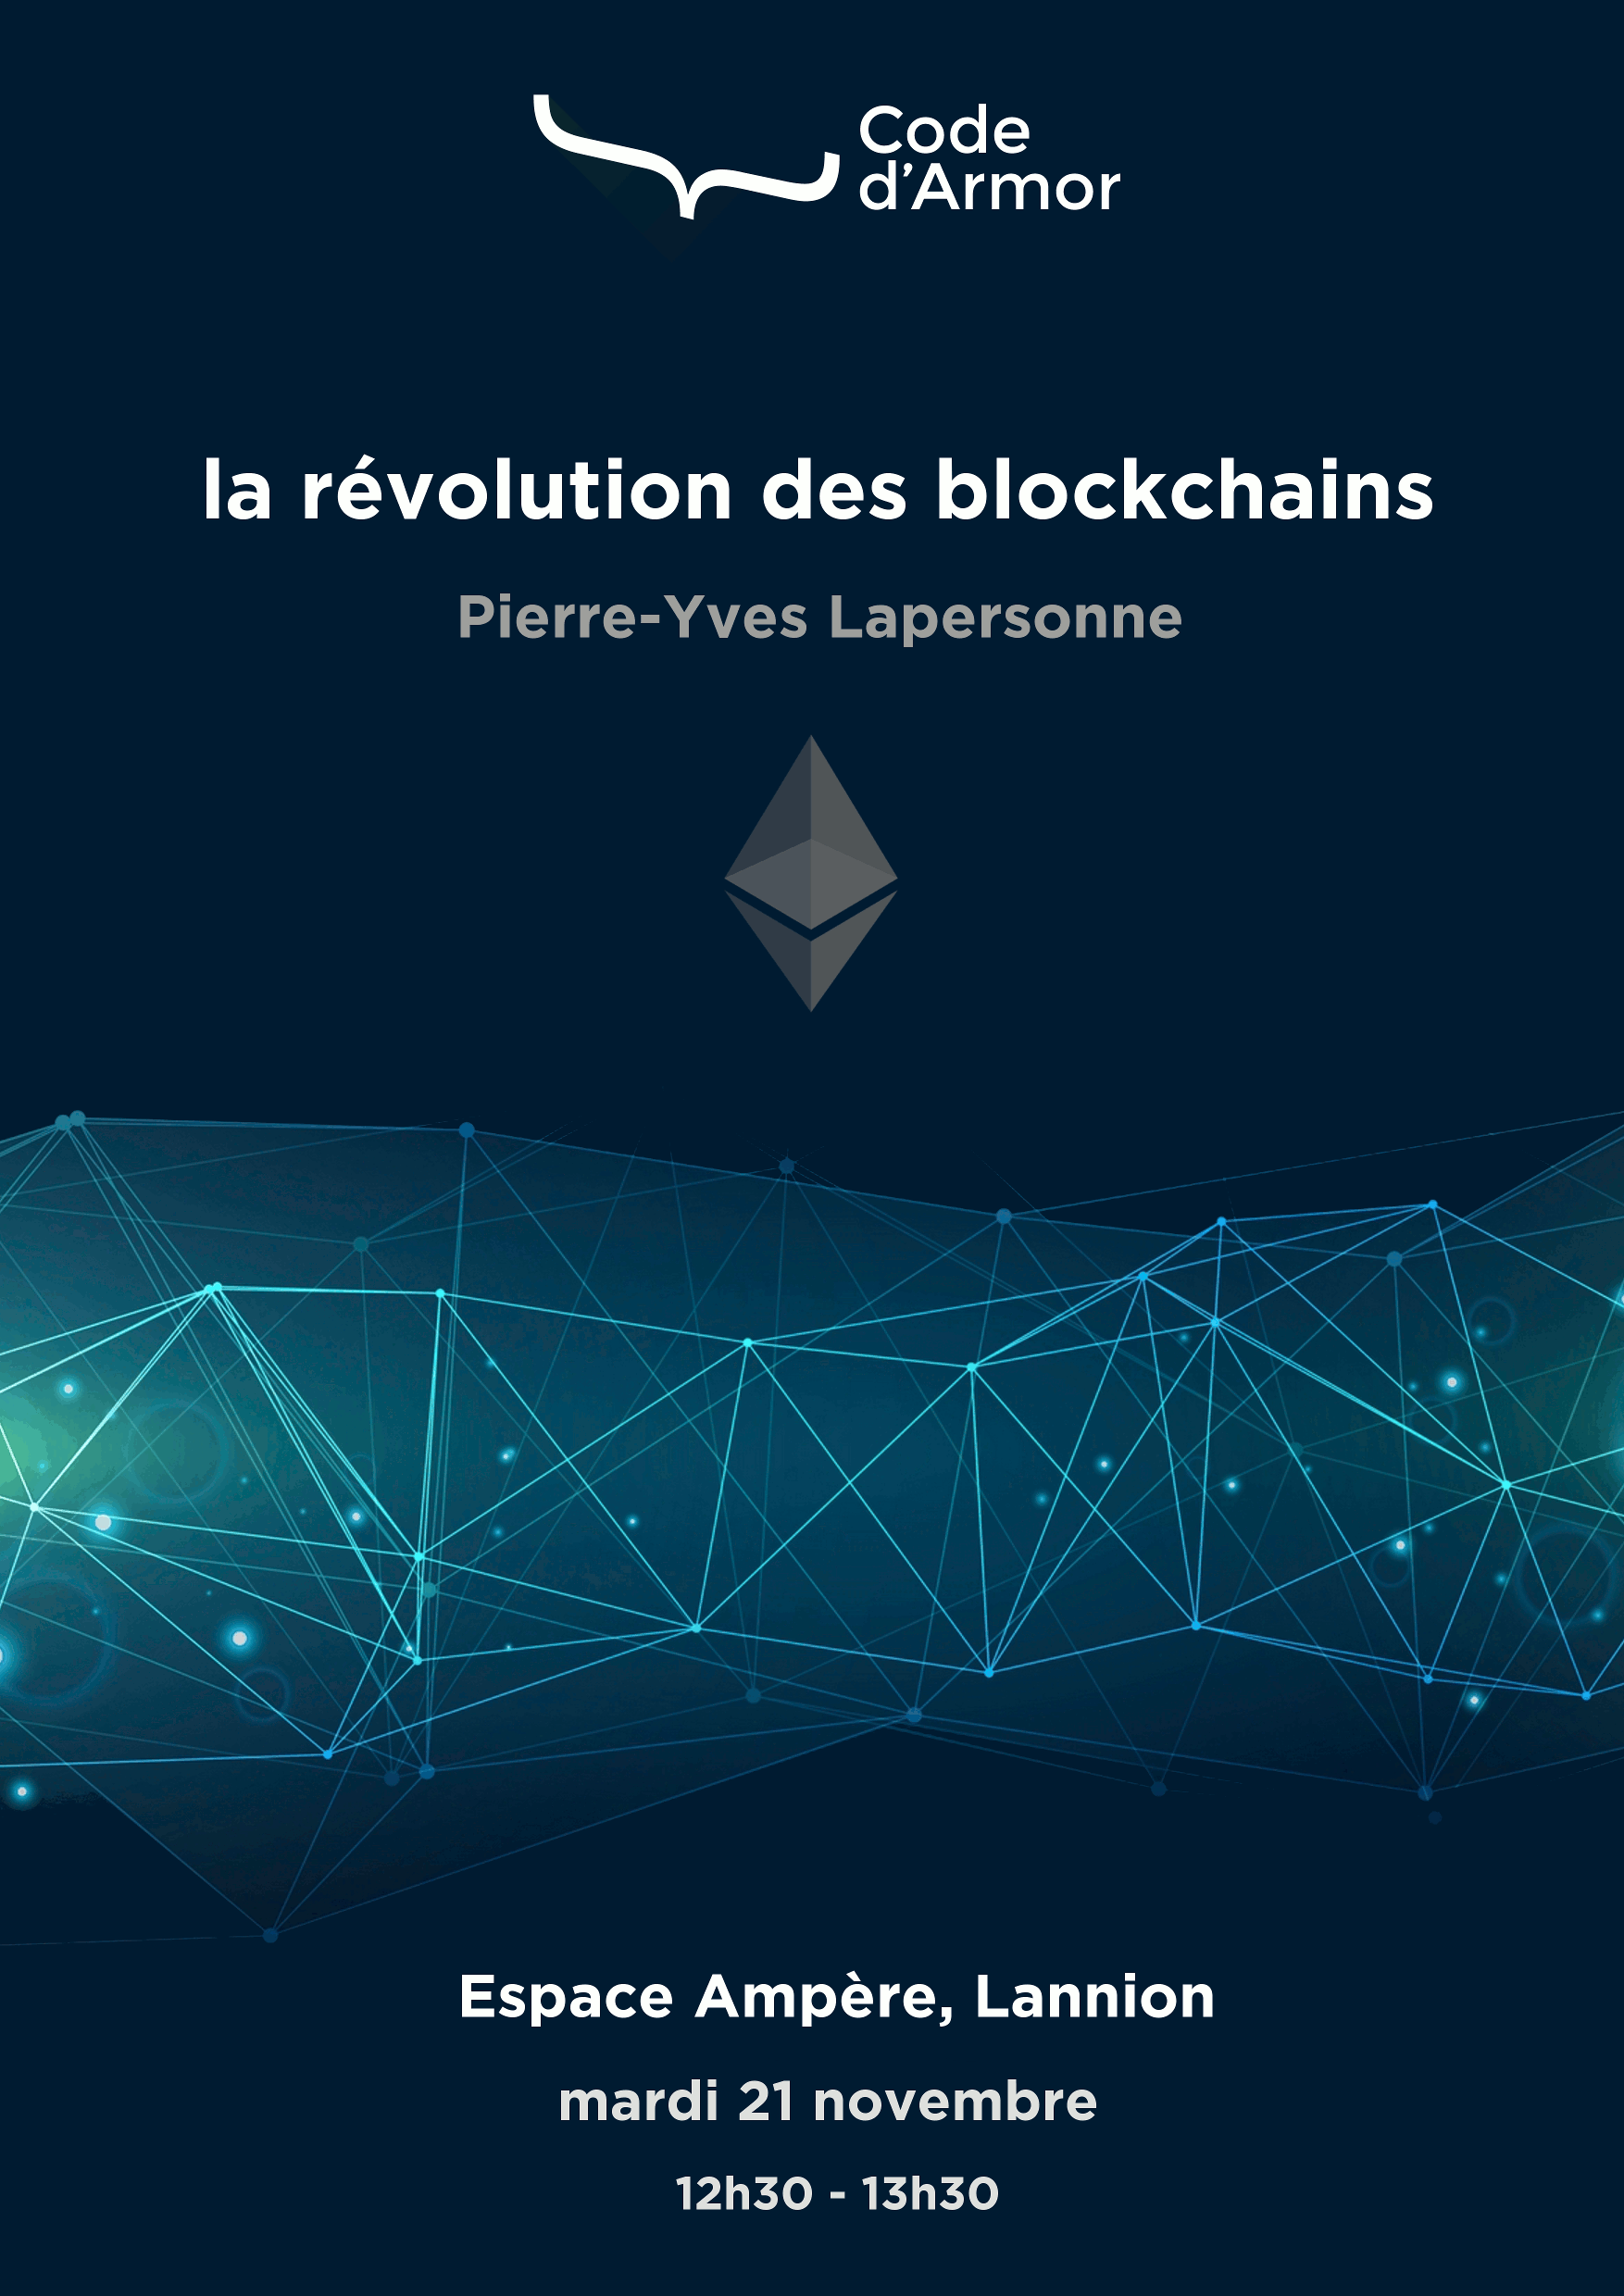 Code
d’Armor
la révolution des blockchains
Pierre-Yves Lapersonne
Espace Ampère, Lannion
mardi 21 novembre
12h30 - 13h30